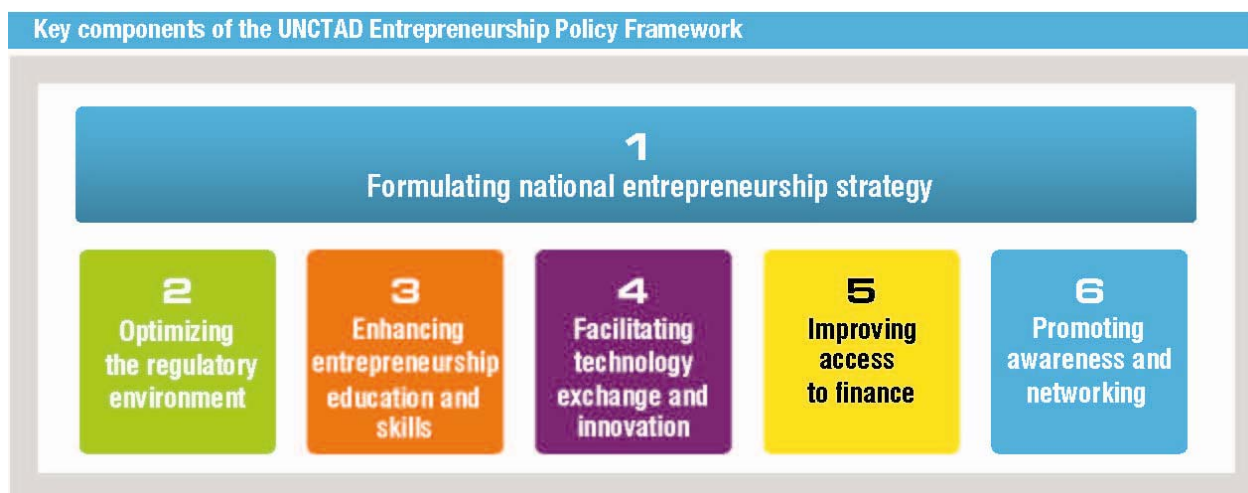 Key components of the UNCTAD Entrepreneurship Policy Framework
1
Formulating national entrepreneurship strategy
2
Optimizing
the regulatory
environment
3
Enhancing
entrepreneurship
education and
skills
4
Facilitating
technology
exchange and
innovation
5
Improving
access
to finance
6
Promoting
awareness and
networking